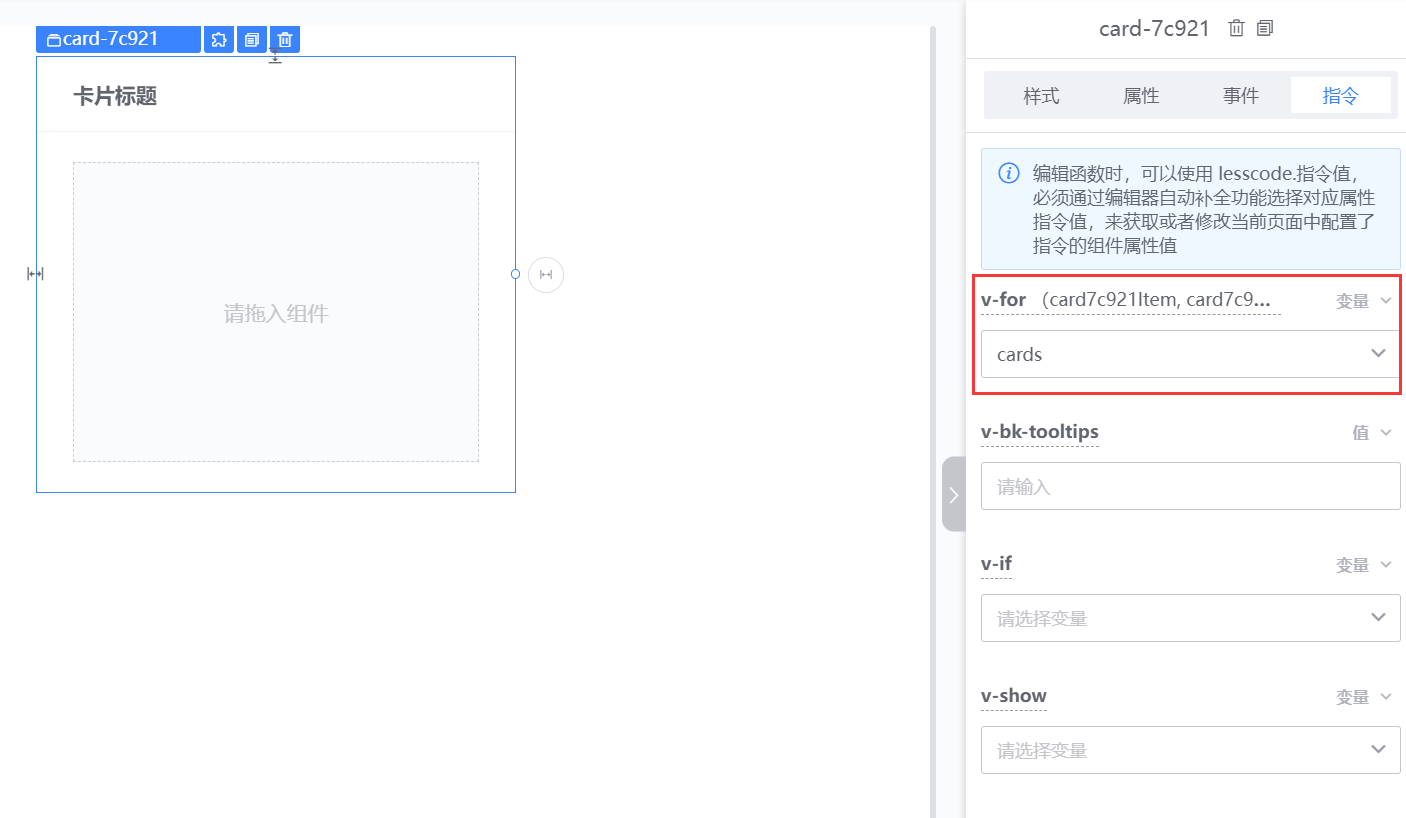 card-7c921
卡片标题
请拖入组件
card-7c921
样式 属性 事件 指令
编辑函数时，可以使用 lesscode.指令值，
必须通过编辑器自动补全功能选择对应属性
指令值，来获取或者修改当前页面中配置了
指令的组件属性值
v-for （card7c921Item, card7c9... 变量
cards
v-bk-tooltips 值
请输入
v-if 变量
请选择变量
v-show 变量
请选择变量